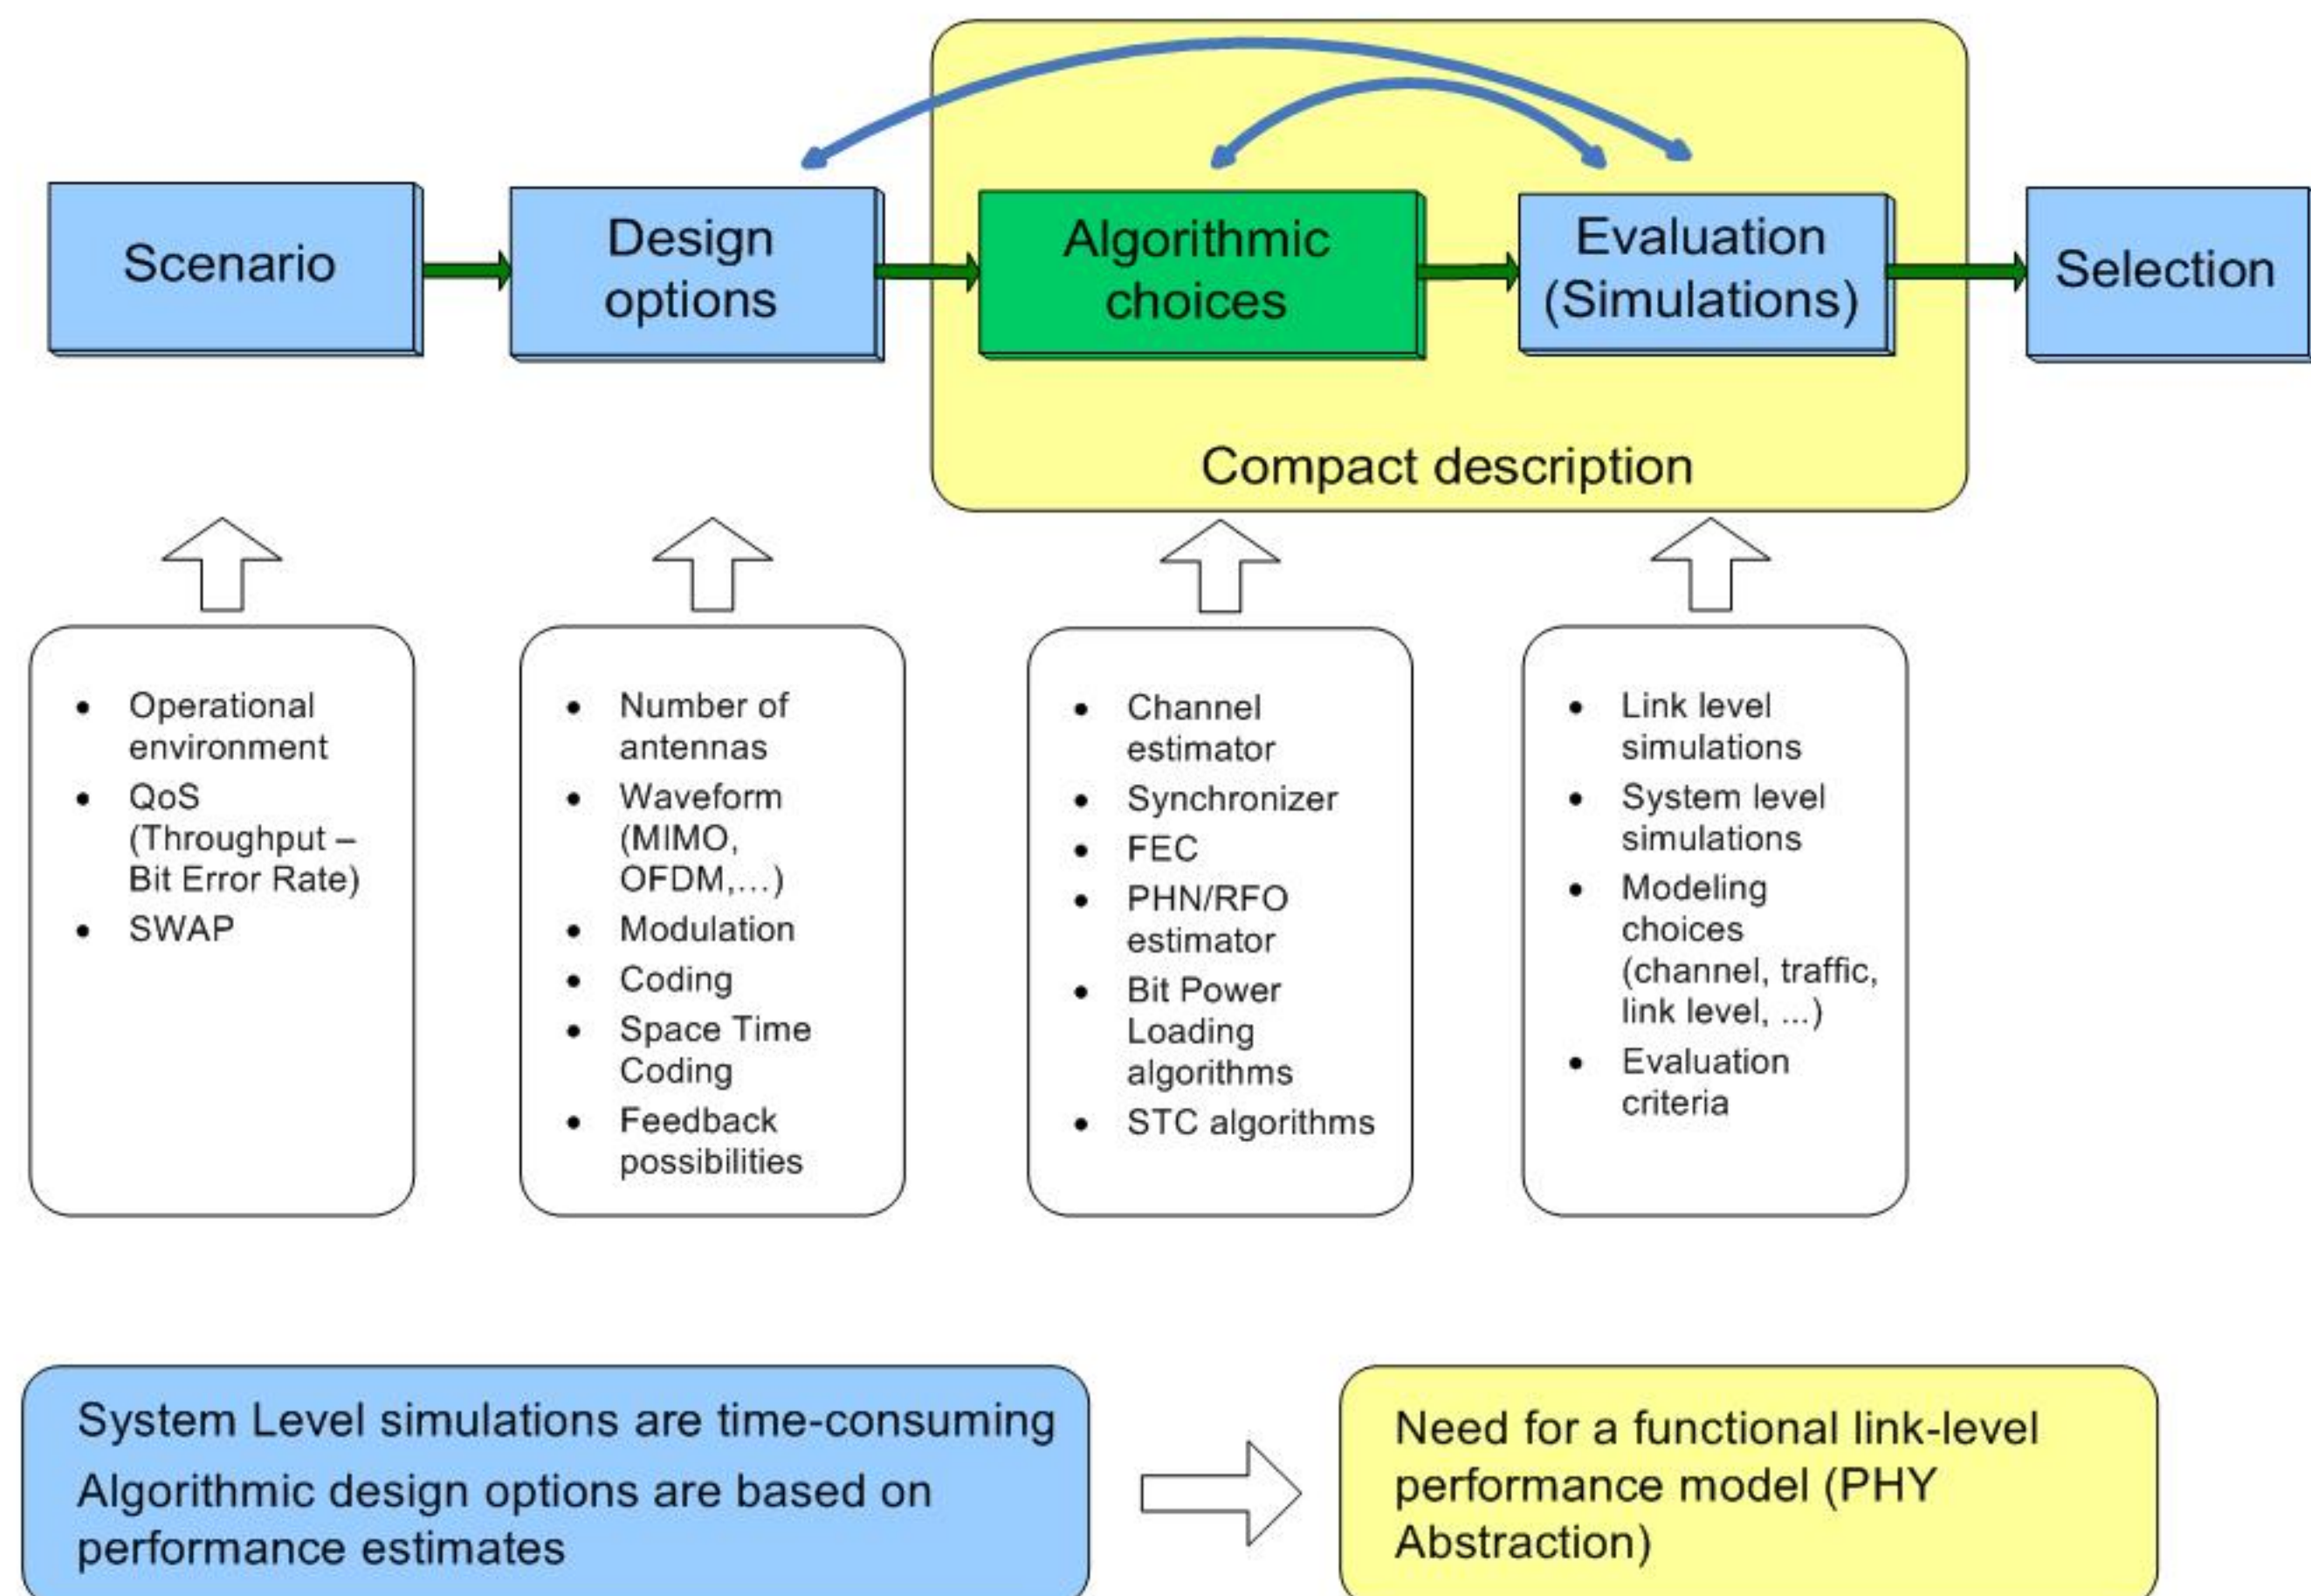 Scenario
Design
options
Algorithmic
choices
Evaluation
(Simulations)
Selection
Compact description
• Operational
environment
• QoS
(Throughput –
Bit Error Rate)
• SWAP
• Number of
antennas
• Waveform
(MIMO,
OFDM,...)
• Modulation
• Coding
• Space Time
Coding
• Feedback
possibilities
• Channel
estimator
• Synchronizer
• FEC
• PHN/RFO
estimator
• Bit Power
Loading
algorithms
• STC algorithms
• Link level
simulations
• System level
simulations
• Modeling
choices
(channel, traffic,
link level, ...)
• Evaluation
criteria
System Level simulations are time-consuming
Algorithmic design options are based on
performance estimates
Need for a functional link-level
performance model (PHY
Abstraction)